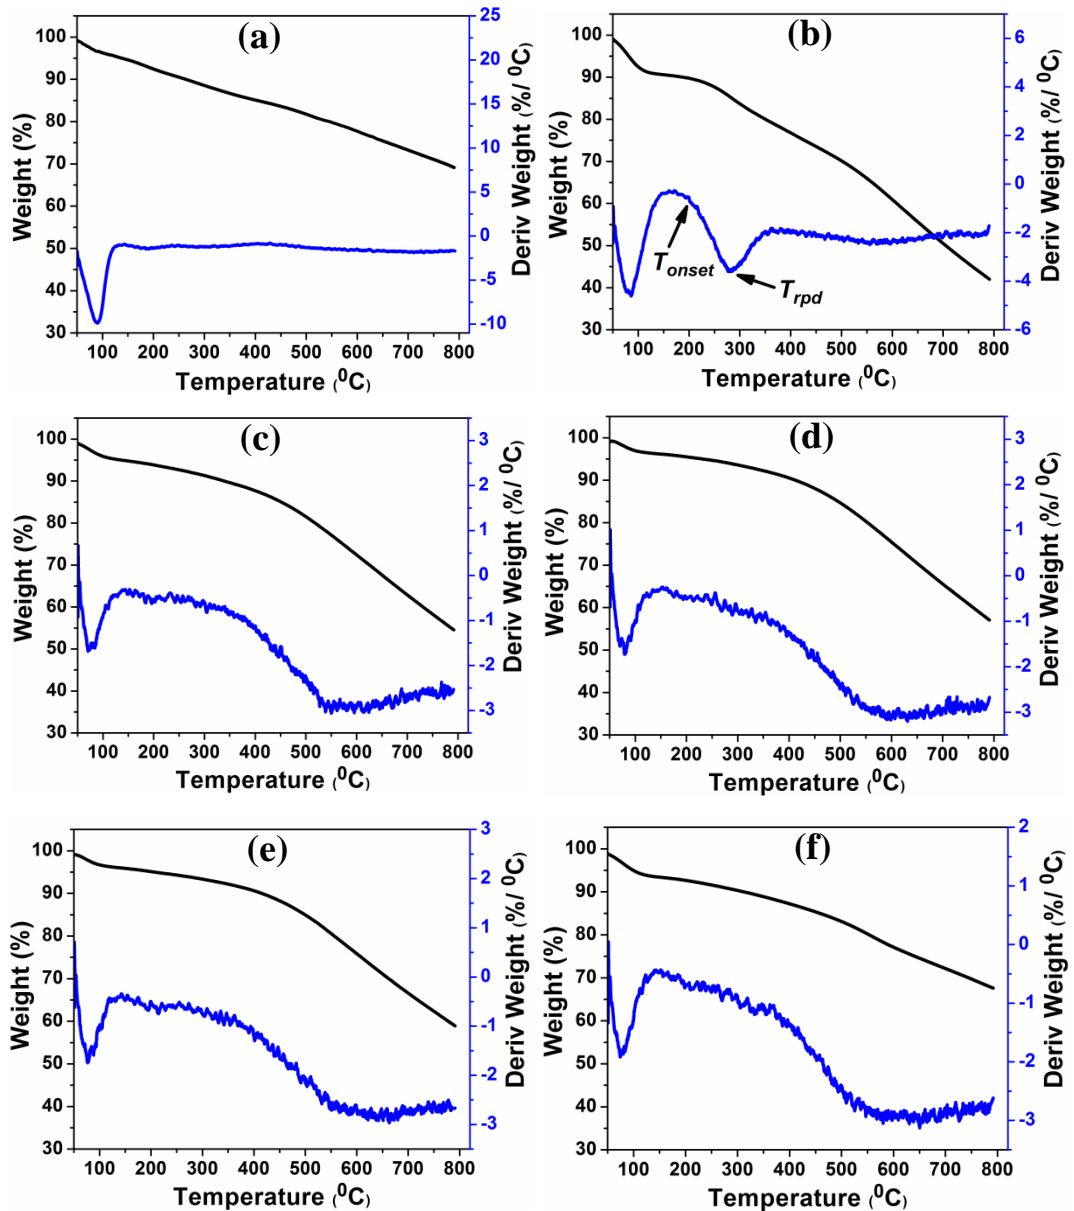 (a)
100
90
80
70
60
50
40
30
Weight (%)
25
20
15
10
5
0
-5
-10
Deriv Weight (%/ ⁰C)
100 200 300 400 500 600 700 800
Temperature (⁰C)
(b)
100
90
80
70
60
50
40
30
Weight (%)
6
4
2
0
-2
-4
-6
Deriv Weight (%/ ⁰C)
T onset
T rpd
100 200 300 400 500 600 700 800
Temperature (⁰C)
(c)
100
90
80
70
60
50
40
30
Weight (%)
3
2
1
0
-1
-2
-3
Deriv Weight (%/ ⁰C)
100 200 300 400 500 600 700 800
Temperature (⁰C)
(d)
100
90
80
70
60
50
40
30
Weight (%)
3
2
1
0
-1
-2
-3
Deriv Weight (%/ ⁰C)
100 200 300 400 500 600 700 800
Temperature (⁰C)
(e)
100
90
80
70
60
50
40
30
Weight (%)
3
2
1
0
-1
-2
-3
Deriv Weight (%/ ⁰C)
100 200 300 400 500 600 700 800
Temperature (⁰C)
(f)
100
90
80
70
60
50
40
30
Weight (%)
2
1
0
-1
-2
-3
Deriv Weight (%/ ⁰C)
100 200 300 400 500 600 700 800
Temperature (⁰C)